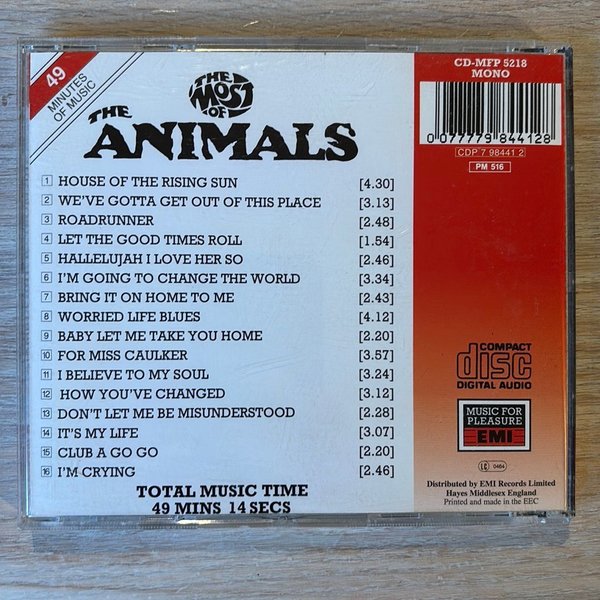 49
MINUTES
OF MUSIC
THE
MOST
OF
THE
ANIMALS
1 HOUSE OF THE RISING SUN [4.30]
2 WE'VE GOTTA GET OUT OF THIS PLACE [3.13]
3 ROADRUNNER [2.48]
4 LET THE GOOD TIMES ROLL [1.54]
5 HALLELUJAH I LOVE HER SO [2.46]
6 I'M GOING TO CHANGE THE WORLD [3.34]
7 BRING IT ON HOME TO ME [2.43]
8 WORRIED LIFE BLUES [4.12]
9 BABY LET ME TAKE YOU HOME [2.20]
10 FOR MISS CAULKER [3.57]
11 I BELIEVE TO MY SOUL [3.24]
12 HOW YOU'VE CHANGED [3.12]
13 DON'T LET ME BE MISUNDERSTOOD [2.28]
14 IT'S MY LIFE [3.07]
15 CLUB A GO GO [2.20]
16 I'M CRYING [2.46]
TOTAL MUSIC TIME
49 MINS 14 SECS
CD-MFP 5218
MONO
0 077779 844128
CDP 7 98441 2
PM 516
COMPACT
disc
DIGITAL AUDIO
MUSIC FOR
PLEASURE
EMI
LC 0464
Distributed by EMI Records Limited
Hayes Middlesex England
Printed and made in the EEC